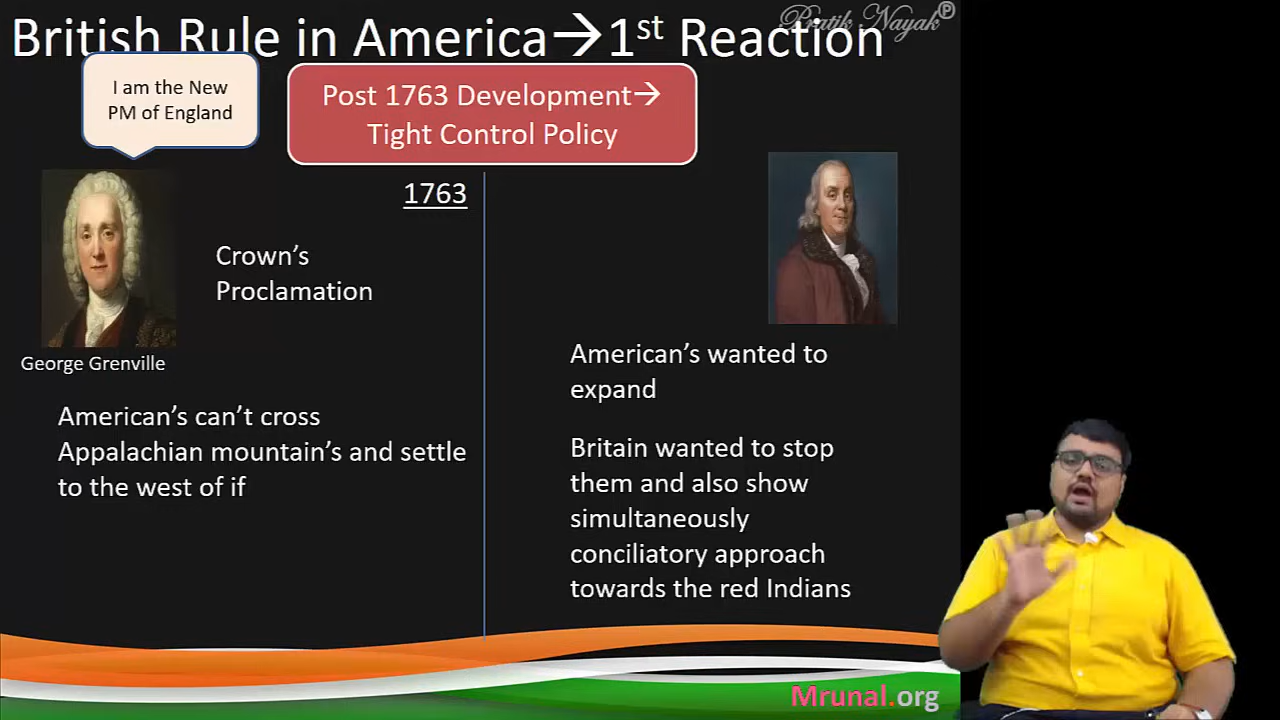 British Rule in America→1st Reaction
Pratik Nayak ℗
I am the New
PM of England
Post 1763 Development→
Tight Control Policy
1763
Crown’s
Proclamation
George Grenville
American’s can’t cross
Appalachian mountain’s and settle
to the west of if
American’s wanted to
expand
Britain wanted to stop
them and also show
simultaneously
conciliatory approach
towards the red Indians
Mrunal.org